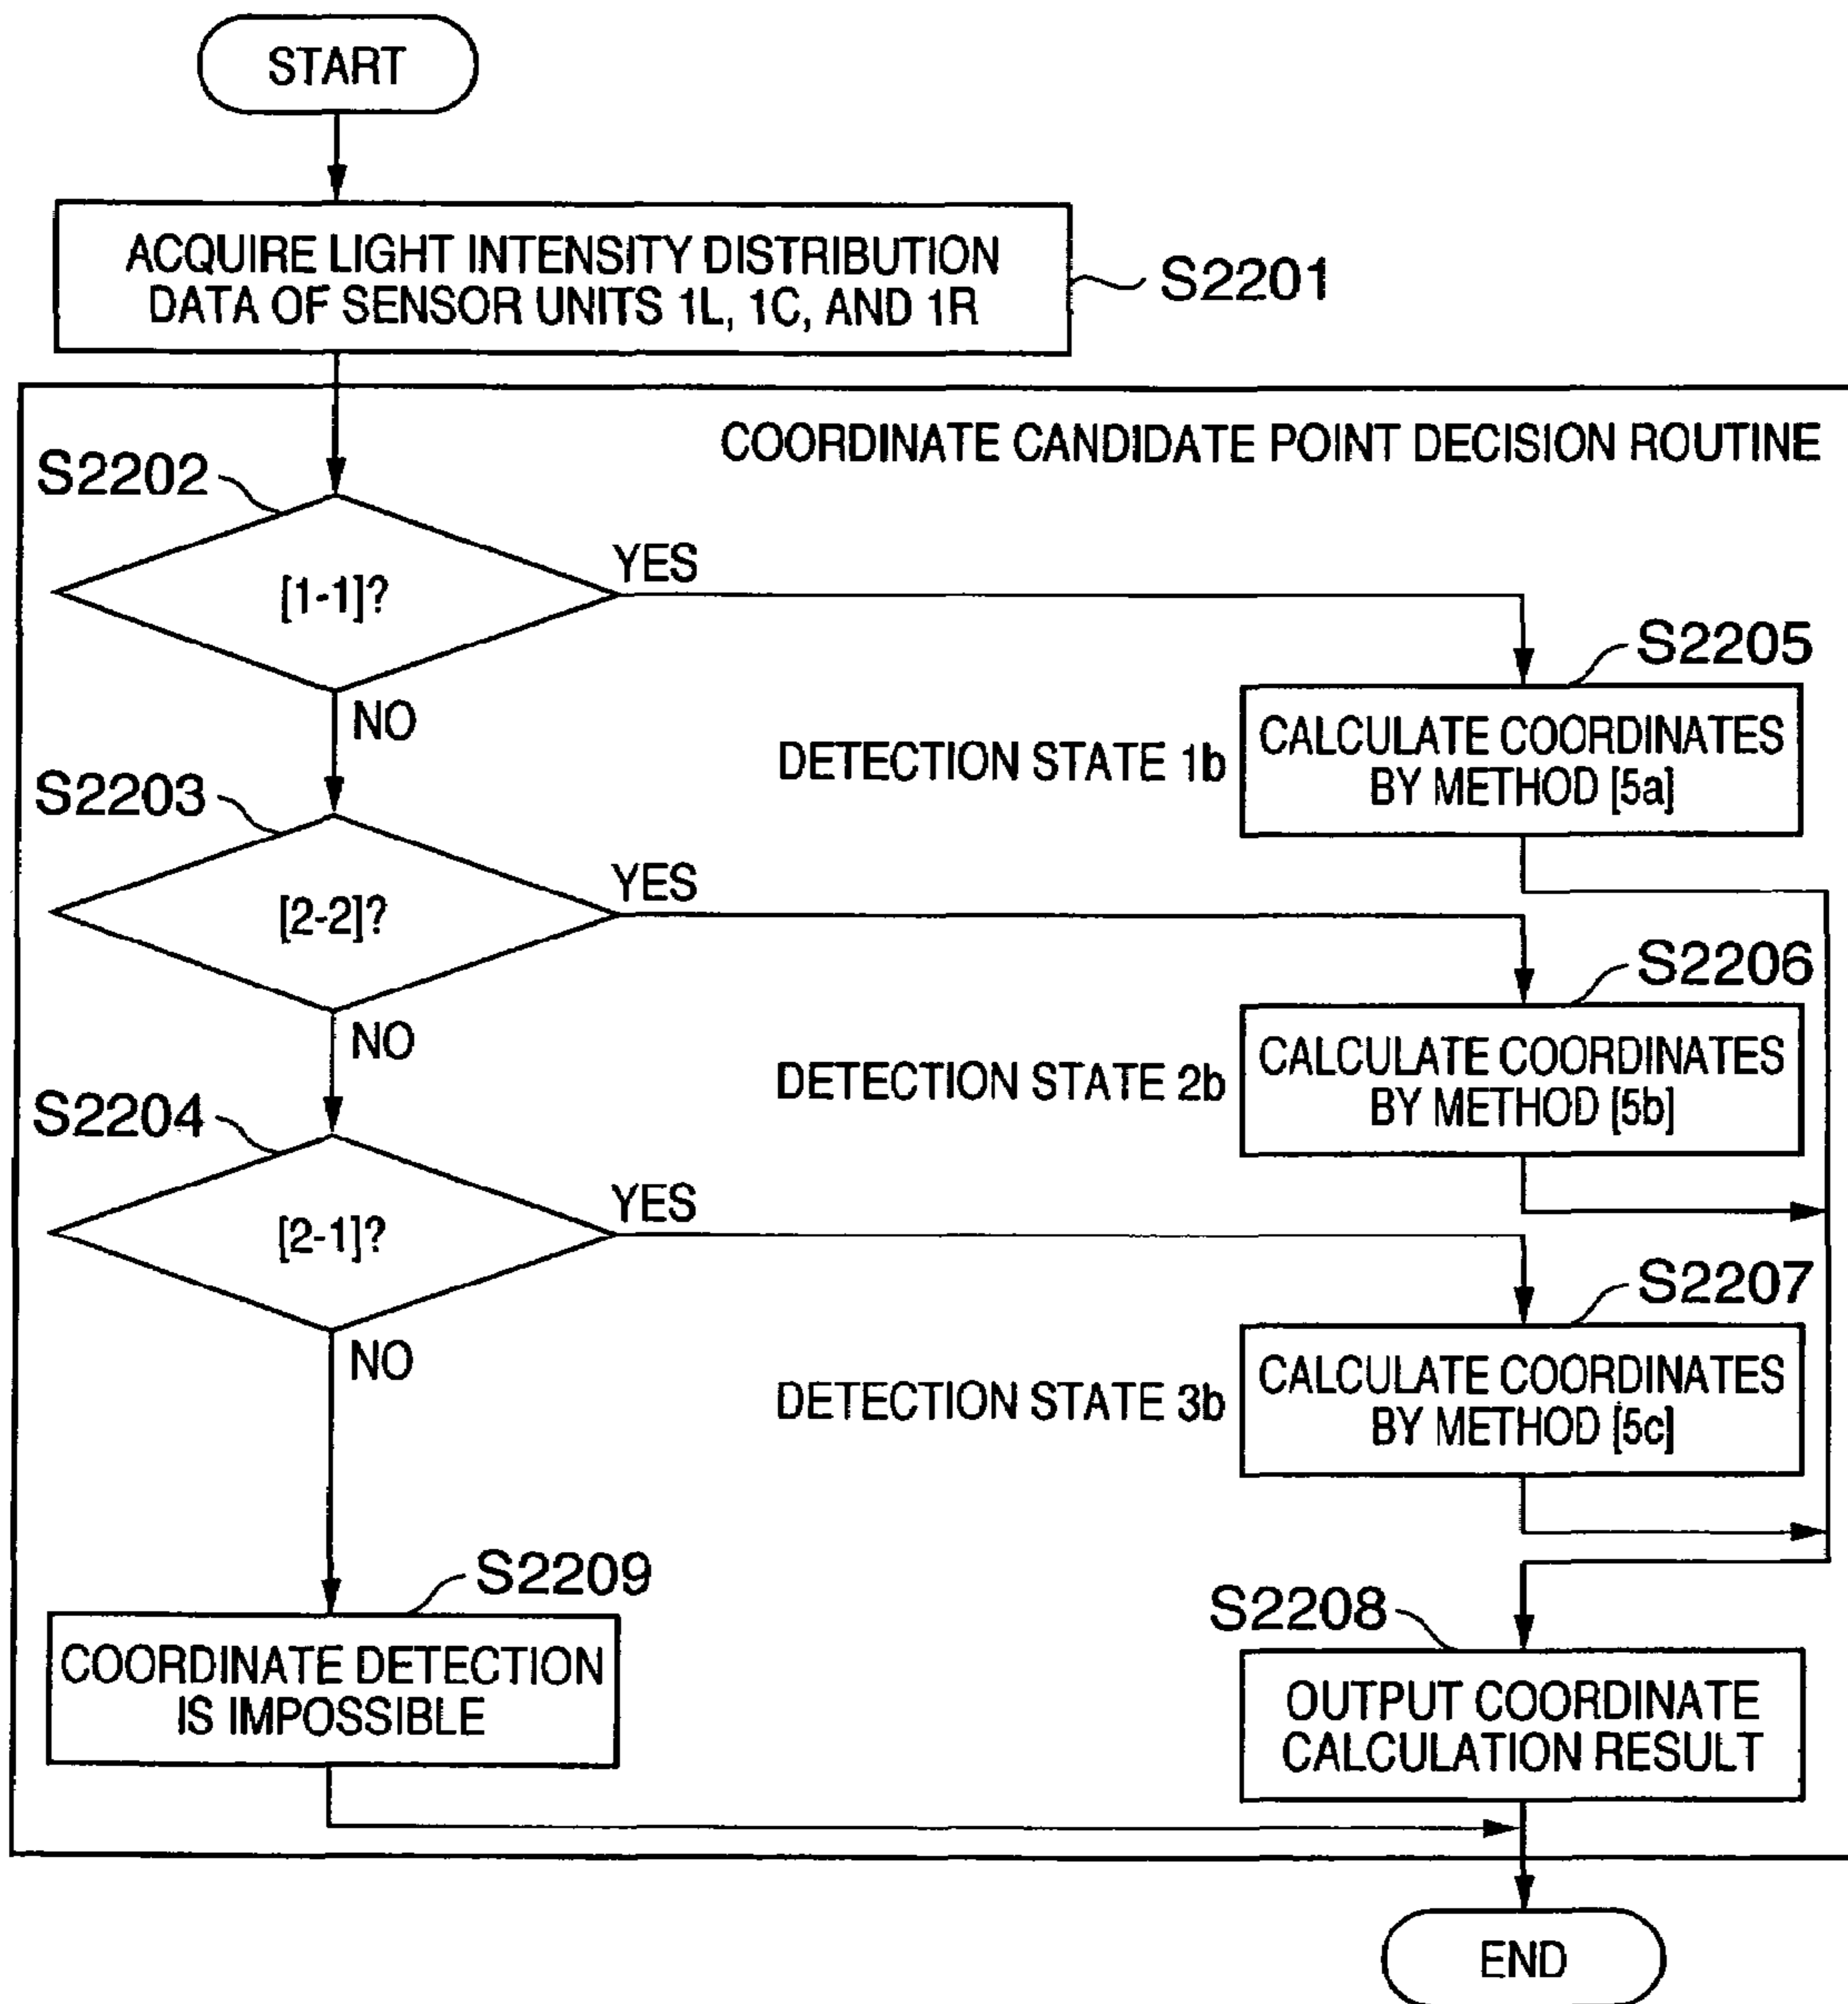 START
ACQUIRE LIGHT INTENSITY DISTRIBUTION
DATA OF SENSOR UNITS 1L, 1C, AND 1R
S2201
COORDINATE CANDIDATE POINT DECISION ROUTINE
S2202
[1-1]?
YES
NO
S2205
DETECTION STATE 1b
CALCULATE COORDINATES
BY METHOD [5a]
S2203
[2-2]?
YES
NO
S2206
DETECTION STATE 2b
CALCULATE COORDINATES
BY METHOD [5b]
S2204
[2-1]?
YES
NO
S2207
DETECTION STATE 3b
CALCULATE COORDINATES
BY METHOD [5c]
S2209
COORDINATE DETECTION
IS IMPOSSIBLE
S2208
OUTPUT COORDINATE
CALCULATION RESULT
END